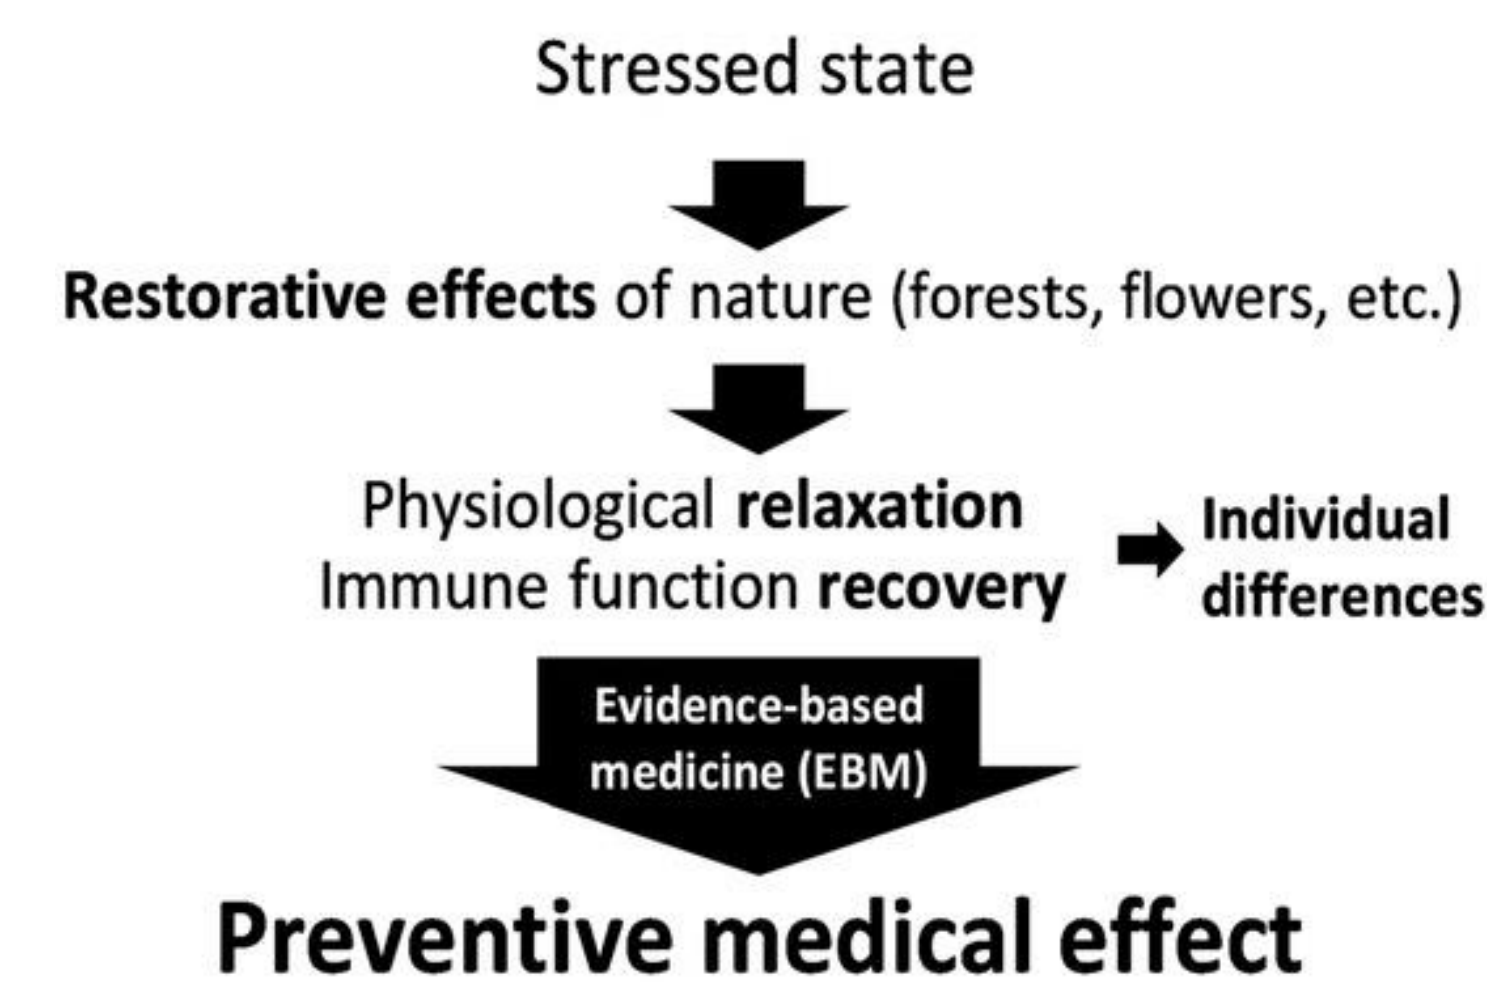 Stressed state
Restorative effects of nature (forests, flowers, etc.)
Physiological relaxation
Immune function recovery
Individual
differences
Evidence-based
medicine (EBM)
Preventive medical effect